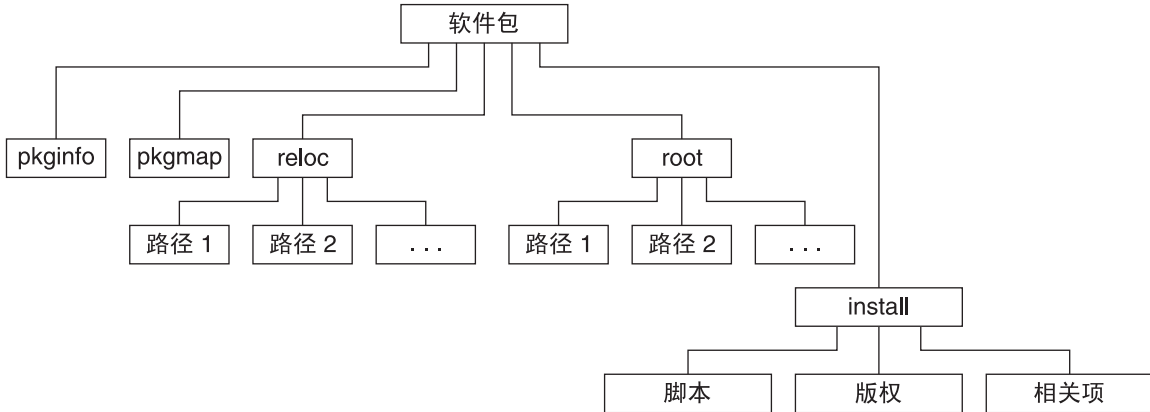 软件包
pkginfo
pkgmap
reloc
root
路径 1
路径 2
. . .
路径 1
路径 2
. . .
install
脚本
版权
相关项